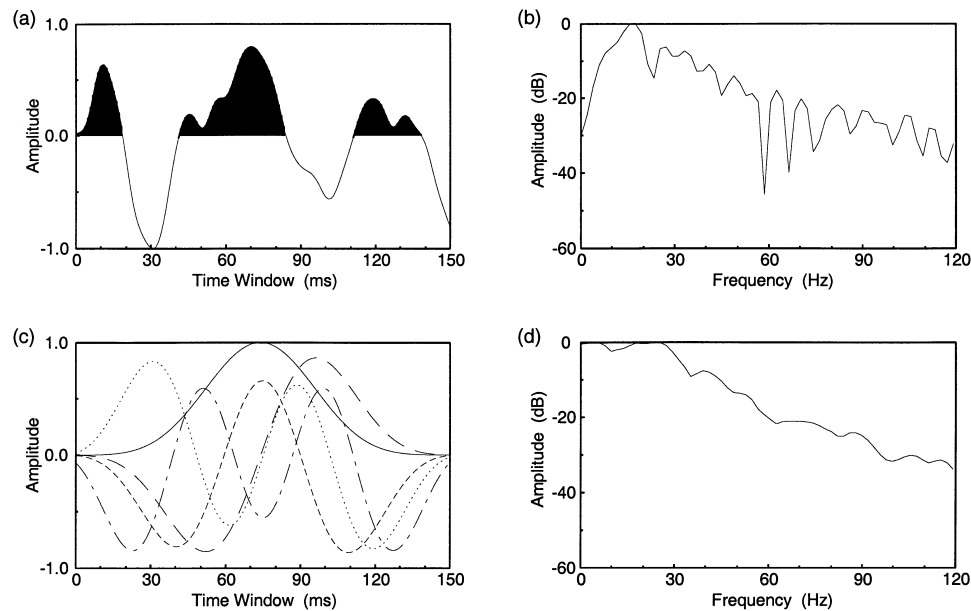 (a)
1.0
0.0
-1.0
Amplitude
0 30 60 90 120 150
Time Window (ms)
(b)
0
-20
-40
-60
Amplitude (dB)
0 30 60 90 120
Frequency (Hz)
(c)
1.0
0.0
-1.0
Amplitude
0 30 60 90 120 150
Time Window (ms)
(d)
0
-20
-40
-60
Amplitude (dB)
0 30 60 90 120
Frequency (Hz)